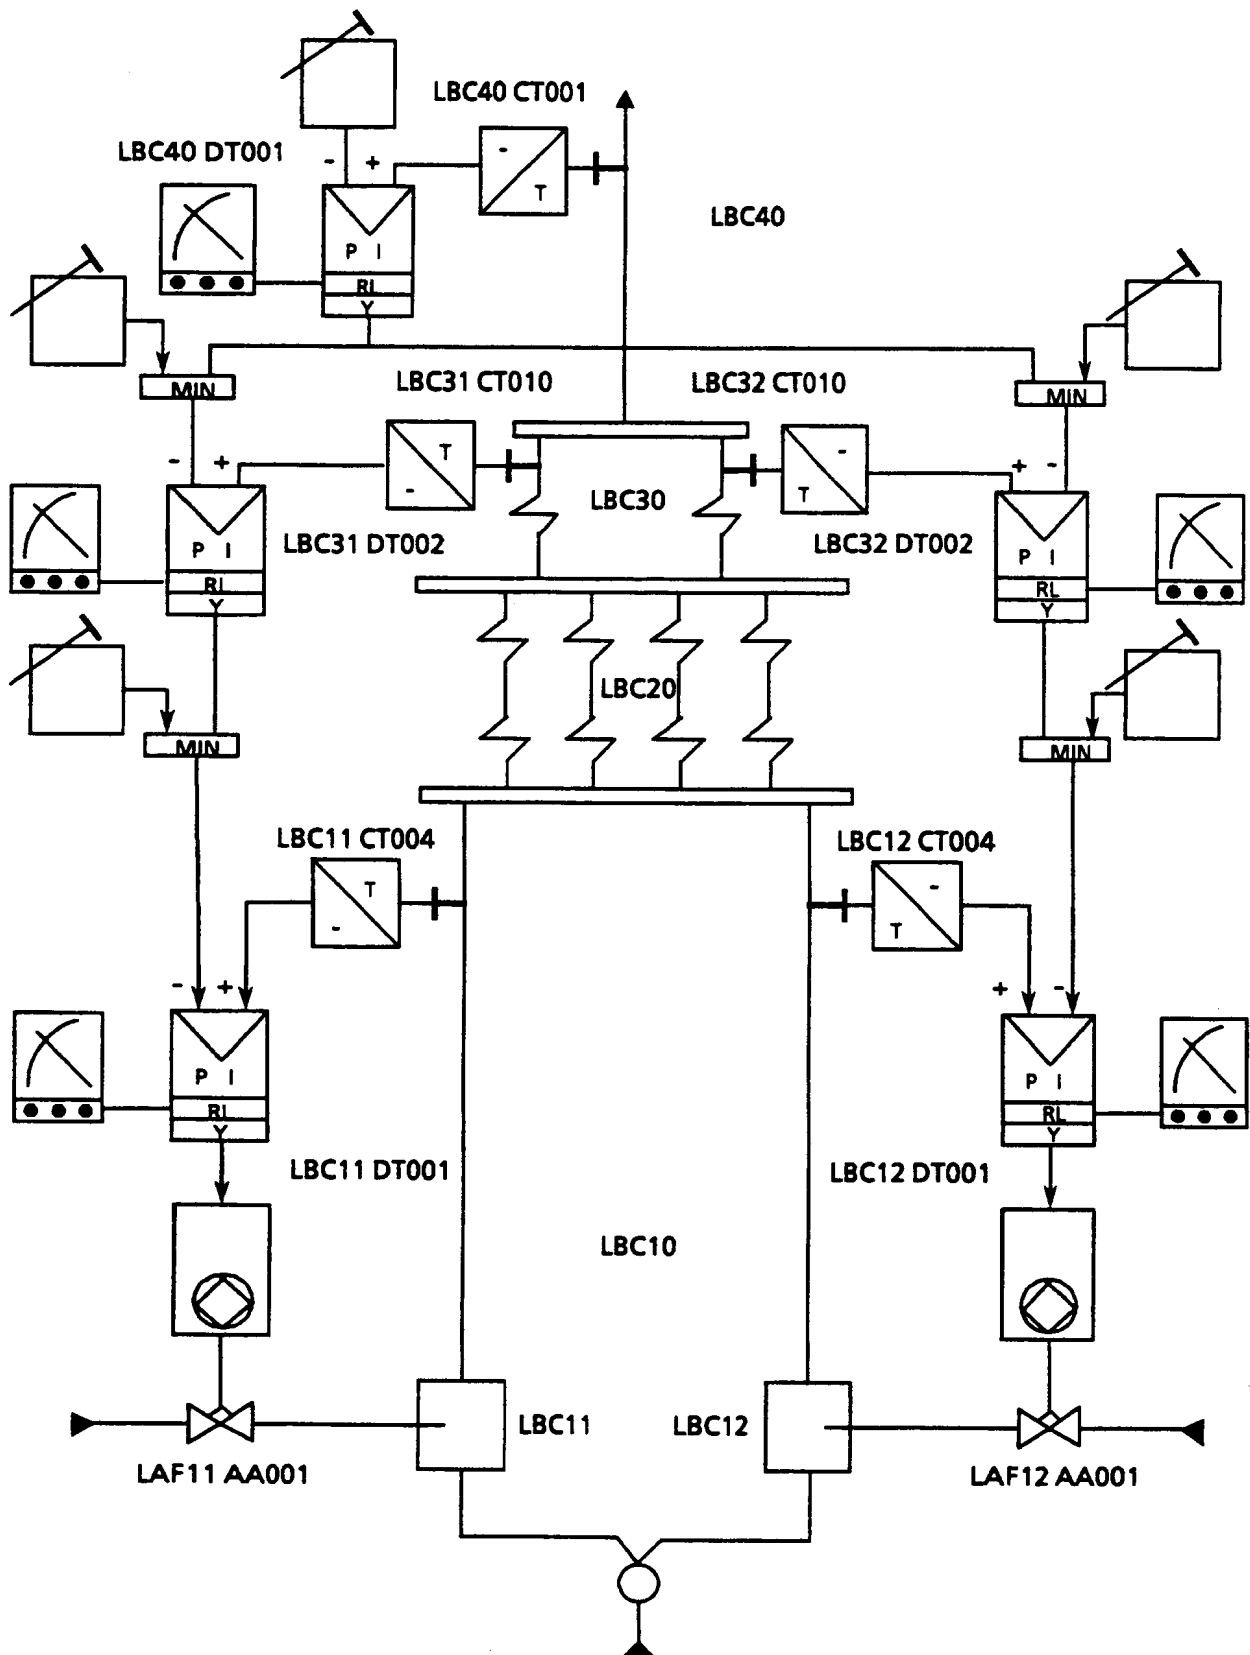 LBC40 CT001
LBC40 DT001
- +
-
T
LBC40
P I
RL
Y
LBC31 CT010
LBC32 CT010
MIN
MIN
- +
T
-
-
T
+ -
LBC30
LBC31 DT002
LBC32 DT002
P I
RL
Y
P I
RL
Y
LBC20
MIN
MIN
LBC11 CT004
LBC12 CT004
T
-
-
T
- +
+ -
P I
RL
Y
P I
RL
Y
LBC11 DT001
LBC12 DT001
LBC10
LBC11
LBC12
LAF11 AA001
LAF12 AA001